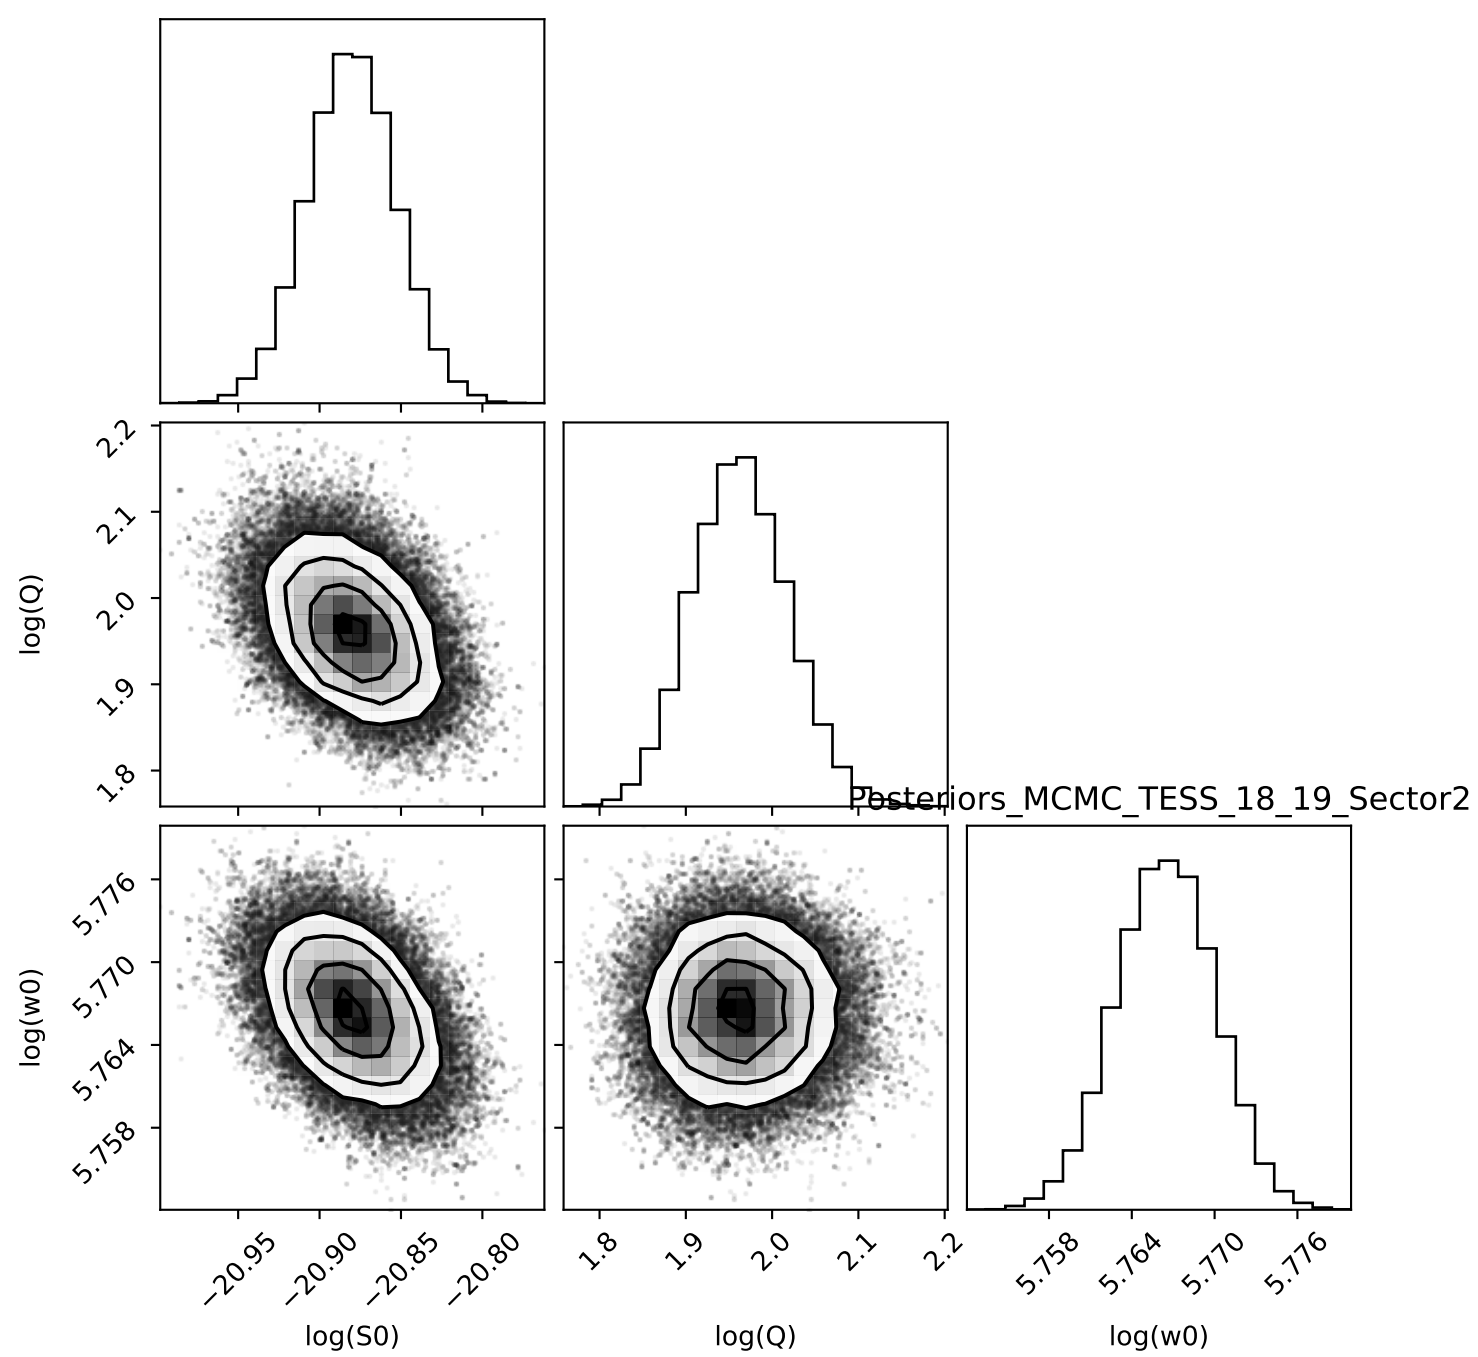 2.2
2.1
2.0
1.9
1.8
log(Q)
Posteriors_MCMC_TESS_18_19_Sector2
5.776
5.770
5.764
5.758
log(w0)
−20.95 −20.90 −20.85 −20.80
log(S0)
1.8 1.9 2.0 2.1 2.2
log(Q)
5.758 5.764 5.770 5.776
log(w0)